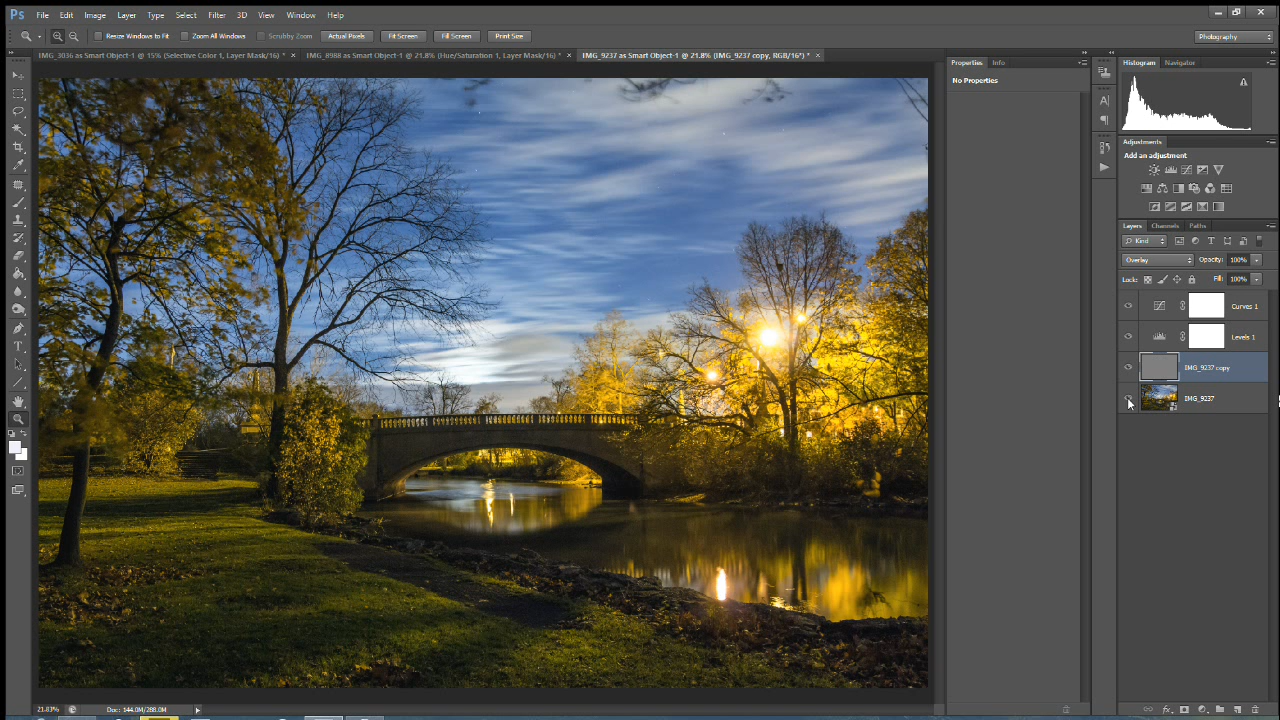 Ps File Edit Image Layer Type Select Filter 3D View Window Help
Resize Windows to Fit Zoom All Windows Scrubby Zoom Actual Pixels Fit Screen Fill Screen Print Size Photography
IMG_3036 as Smart Object-1 @ 15% (Selective Color 1, Layer Mask/16) * × IMG_8988 as Smart Object-1 @ 21.8% (Hue/Saturation 1, Layer Mask/16) * × IMG_9237 as Smart Object-1 @ 21.8% (IMG_9237 copy, RGB/16*) * ×
Properties Info
No Properties
Histogram Navigator
Adjustments
Add an adjustment
Layers Channels Paths
Kind
Overlay Opacity: 100%
Lock: Fill: 100%
Curves 1
Levels 1
IMG_9237 copy
IMG_9237
21.83% Doc: 144.0M/288.0M